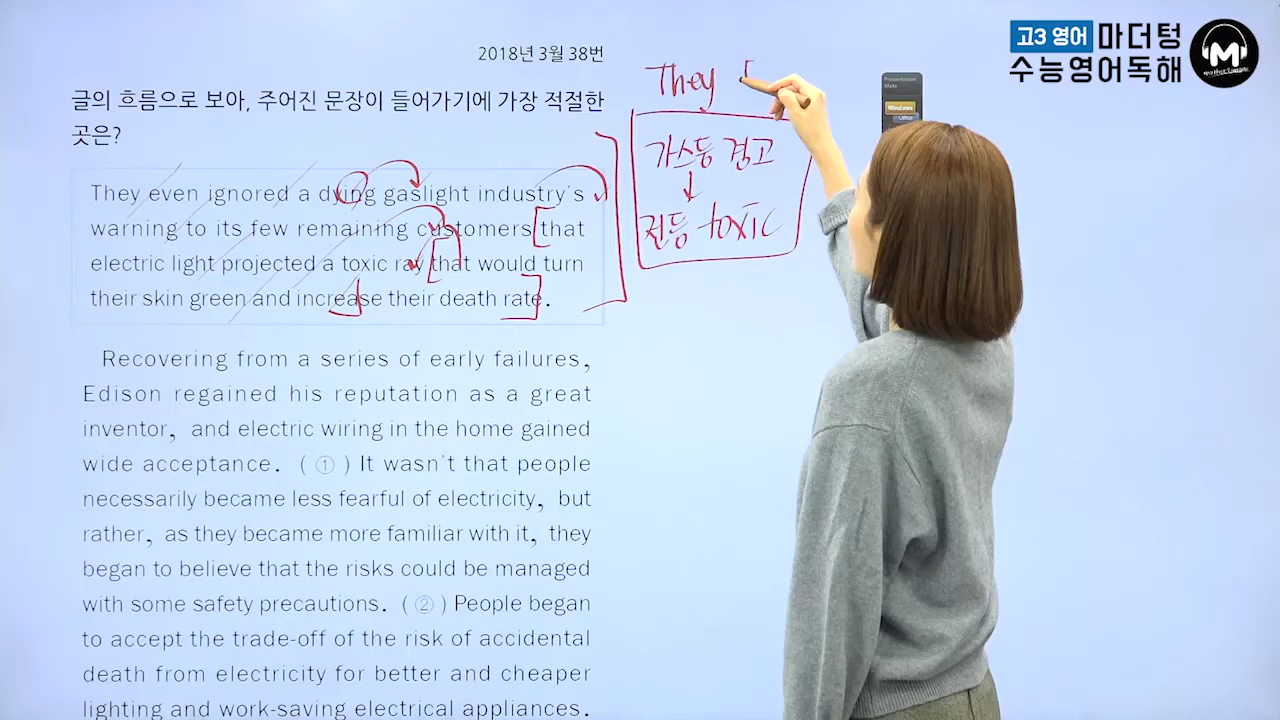 2018년 3월 38번
고3 영어 마더텅
수능영어독해
M
글의 흐름으로 보아, 주어진 문장이 들어가기에 가장 적절한
곳은?
They
가스등 경고
↓
전등 toxic
They even ignored a dying gaslight industry's
warning to its few remaining customers that
electric light projected a toxic ray that would turn
their skin green and increase their death rate.
Recovering from a series of early failures,
Edison regained his reputation as a great
inventor, and electric wiring in the home gained
wide acceptance. ( ① ) It wasn't that people
necessarily became less fearful of electricity, but
rather, as they became more familiar with it, they
began to believe that the risks could be managed
with some safety precautions. ( ② ) People began
to accept the trade-off of the risk of accidental
death from electricity for better and cheaper
lighting and work-saving electrical appliances.